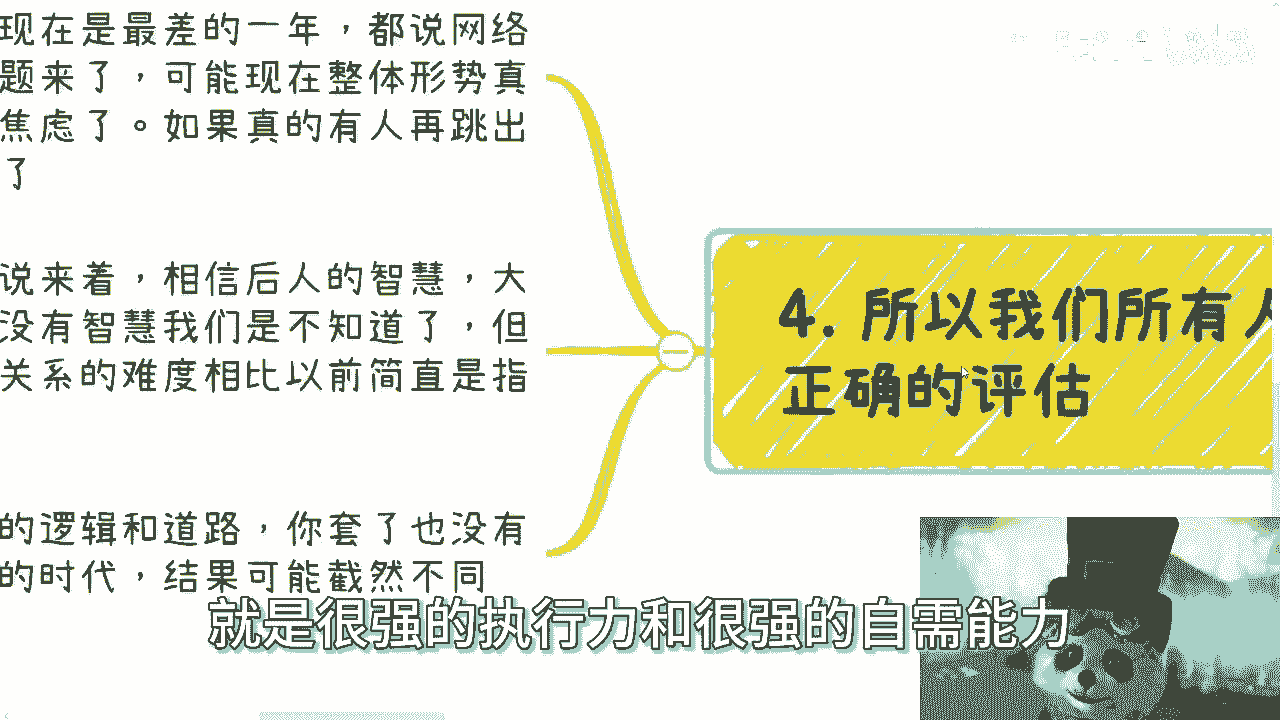 现在是最差的一年，都说网络
题来了，可能现在整体形势真
焦虑了。如果真的有人再跳出
了
说来着，相信后人的智慧，大
没有智慧我们是不知道了，但
关系的难度相比以前简直是指
的逻辑和道路，你套了也没有
的时代，结果可能截然不同
4. 所以我们所有人
正确的评估
就是很强的执行力和很强的自需能力